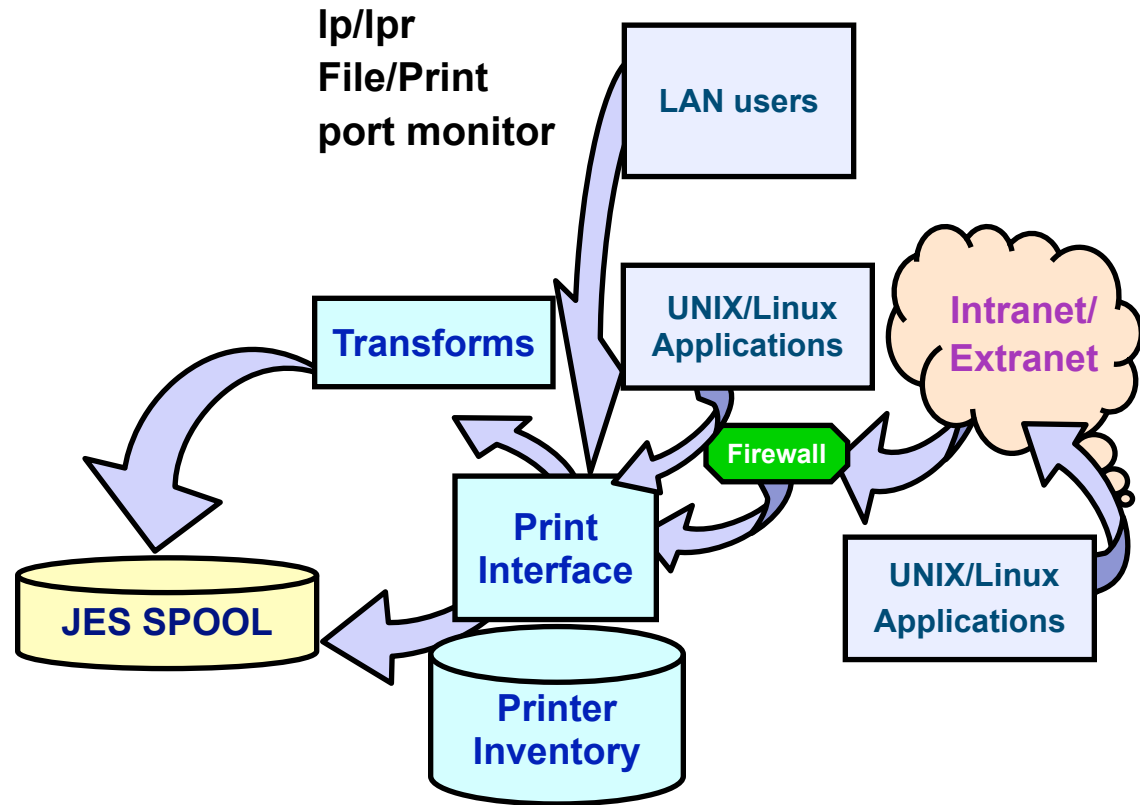 lp/lpr
File/Print
port monitor
LAN users
UNIX/Linux
Applications
Intranet/
Extranet
Transforms
Firewall
Print
Interface
UNIX/Linux
Applications
JES SPOOL
Printer
Inventory